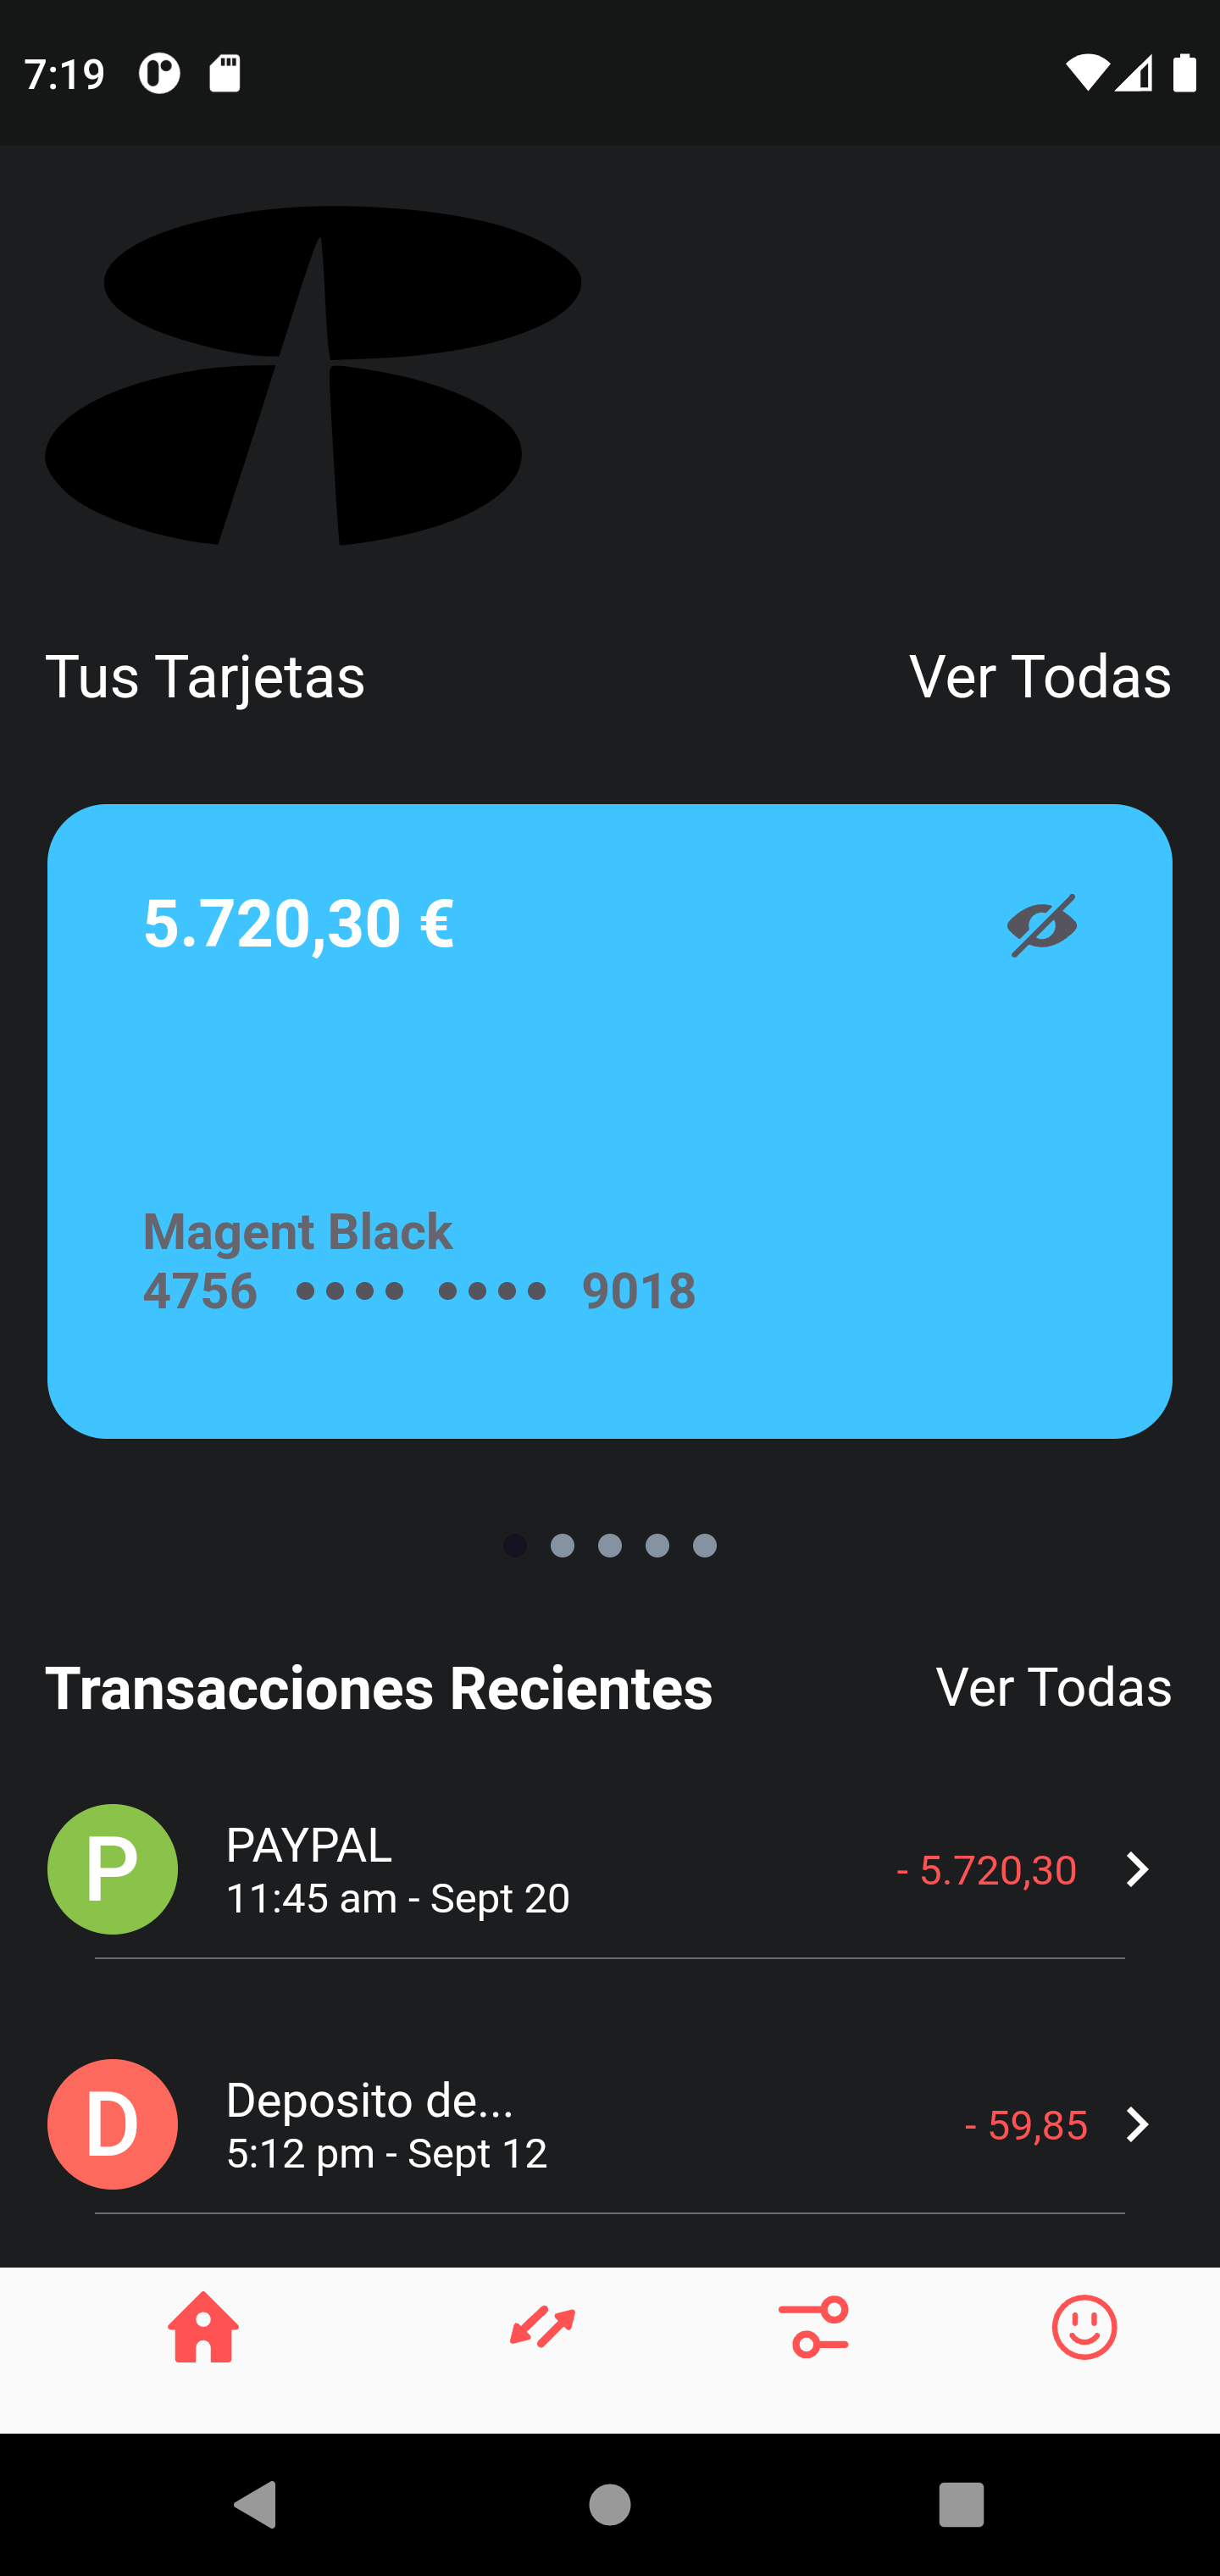 7:19
Tus Tarjetas
Ver Todas
5.720,30 €
Magent Black
4756 •••• •••• 9018
Transacciones Recientes
Ver Todas
P
PAYPAL
11:45 am - Sept 20
- 5.720,30
D
Deposito de...
5:12 pm - Sept 12
- 59,85